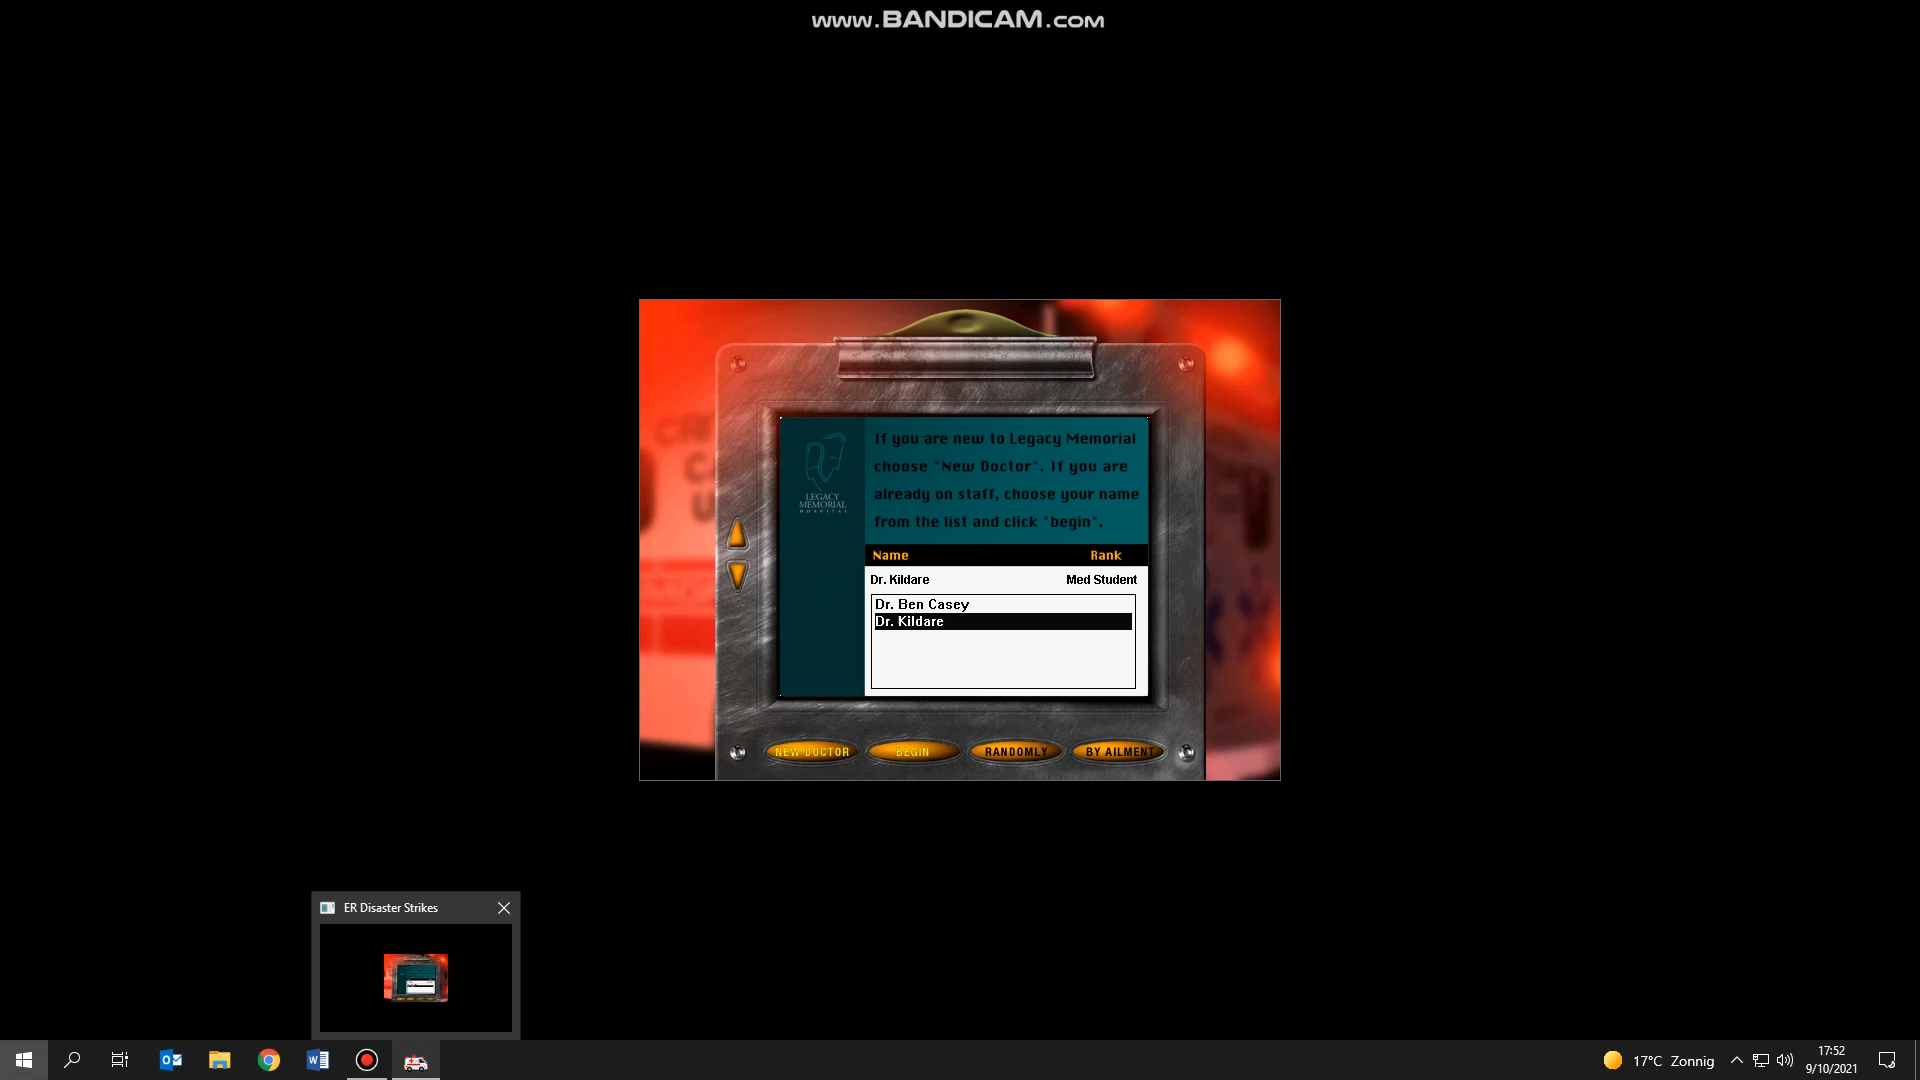 www.BANDICAM.com
If you are new to Legacy Memorial
choose "New Doctor". If you are
already on staff, choose your name
from the list and click "begin".
LEGACY
MEMORIAL
HOSPITAL
Name Rank
Dr. Kildare Med Student
Dr. Ben Casey
Dr. Kildare
NEW DOCTOR BEGIN RANDOMLY BY AILMENT
ER Disaster Strikes
17°C Zonnig
17:52
9/10/2021